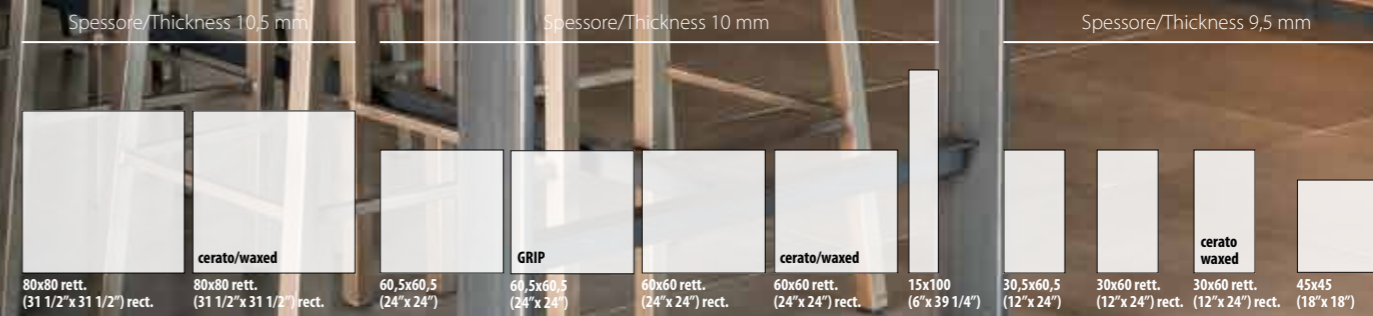 Spessore/Thickness 10,5 mm
Spessore/Thickness 10 mm
Spessore/Thickness 9,5 mm
80x80 rett.
(31 1/2”x 31 1/2”) rect.
cerato/waxed
80x80 rett.
(31 1/2”x 31 1/2”) rect.
60,5x60,5
(24”x 24”)
GRIP
60,5x60,5
(24”x 24”)
60x60 rett.
(24”x 24”) rect.
cerato/waxed
60x60 rett.
(24”x 24”) rect.
15x100
(6”x 39 1/4”)
30,5x60,5
(12”x 24”)
30x60 rett.
(12”x 24”) rect.
cerato
waxed
30x60 rett.
(12”x 24”) rect.
45x45
(18”x 18”)